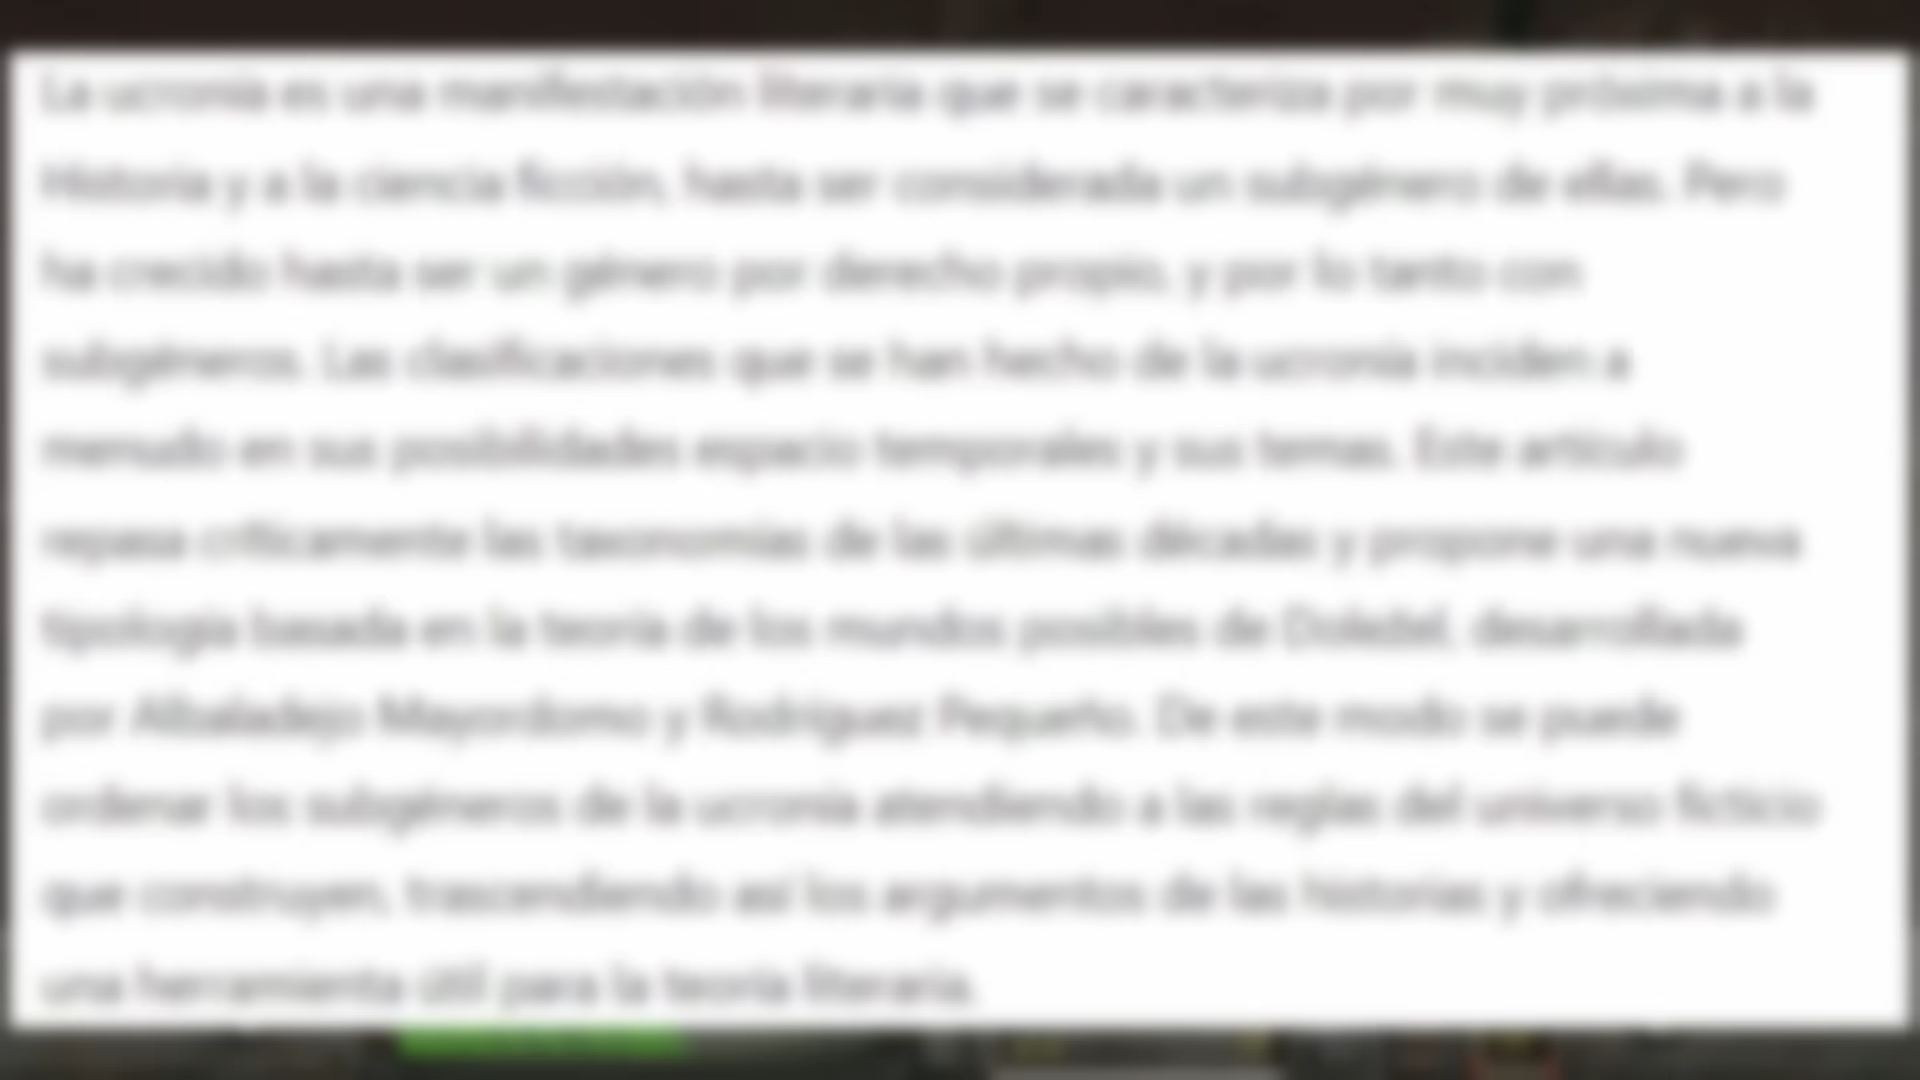 La ucronía es una manifestación literaria que se caracteriza por muy próxima a la
Historia y a la ciencia ficción, hasta ser considerada un subgénero de ellas. Pero
ha crecido hasta ser un género por derecho propio, y por lo tanto con
subgéneros. Las clasificaciones que se han hecho de la ucronía inciden a
menudo en sus posibilidades espacio temporales y sus temas. Este artículo
repasa críticamente las taxonomías de las últimas décadas y propone una nueva
tipología basada en la teoría de los mundos posibles de Doležel, desarrollada
por Albaladejo Mayordomo y Rodríguez Pequeño. De este modo se puede
ordenar los subgéneros de la ucronía atendiendo a las reglas del universo ficticio
que construyen, trascendiendo así los argumentos de las historias y ofreciendo
una herramienta útil para la teoría literaria.